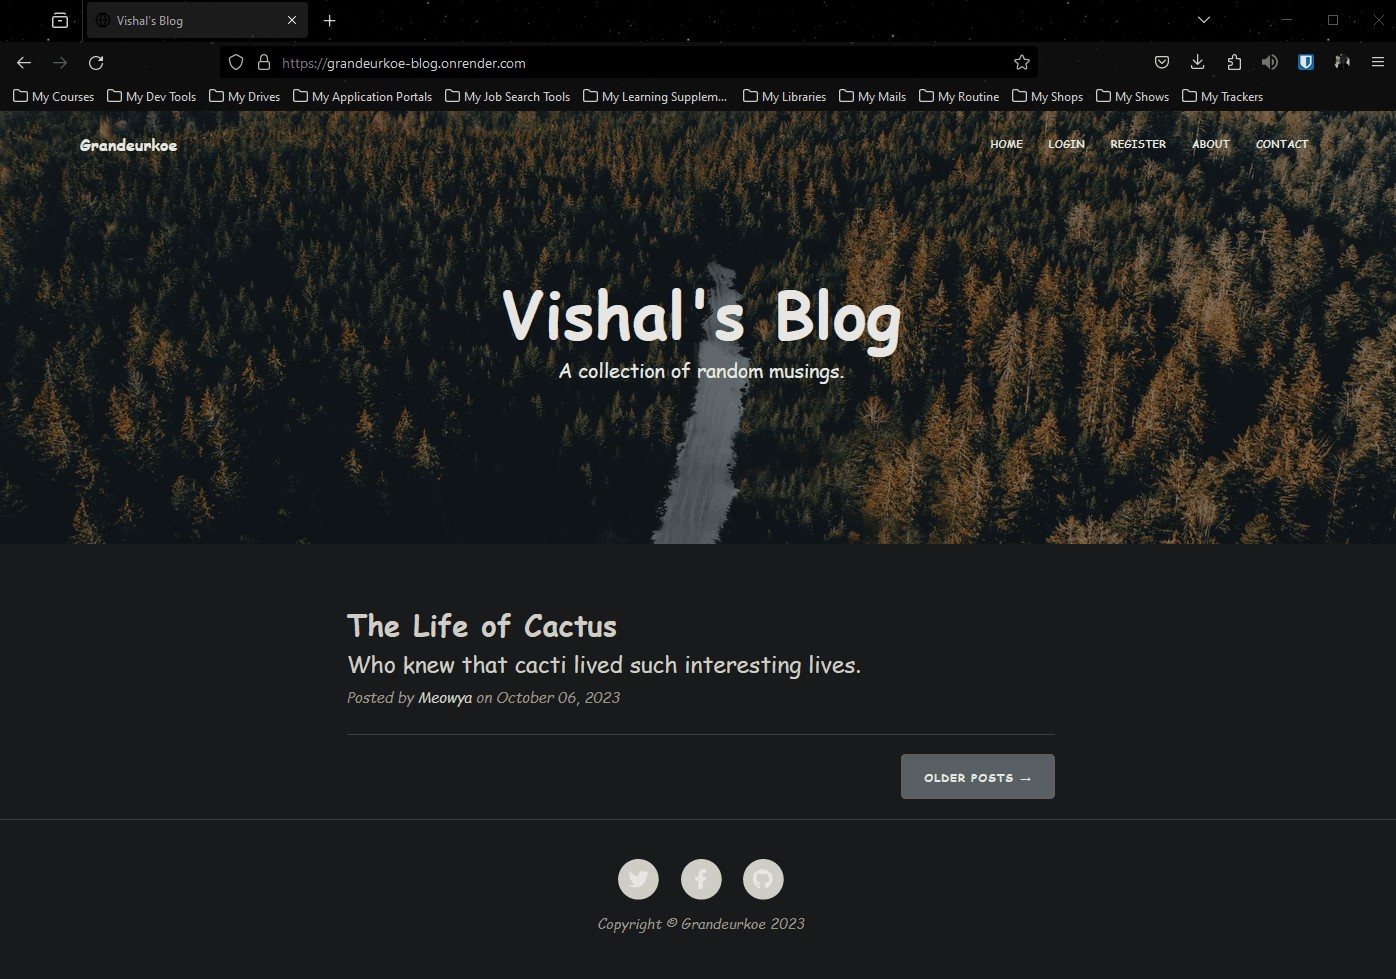 Vishal's Blog
https://grandeurkoe-blog.onrender.com
My Courses My Dev Tools My Drives My Application Portals My Job Search Tools My Learning Supplem... My Libraries My Mails My Routine My Shops My Shows My Trackers
Grandeurkoe HOME LOGIN REGISTER ABOUT CONTACT
Vishal's Blog
A collection of random musings.
The Life of Cactus
Who knew that cacti lived such interesting lives.
Posted by Meowya on October 06, 2023
OLDER POSTS →
Copyright © Grandeurkoe 2023